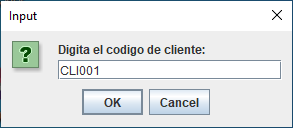 Input
Digita el codigo de cliente:
CLI001
OK
Cancel